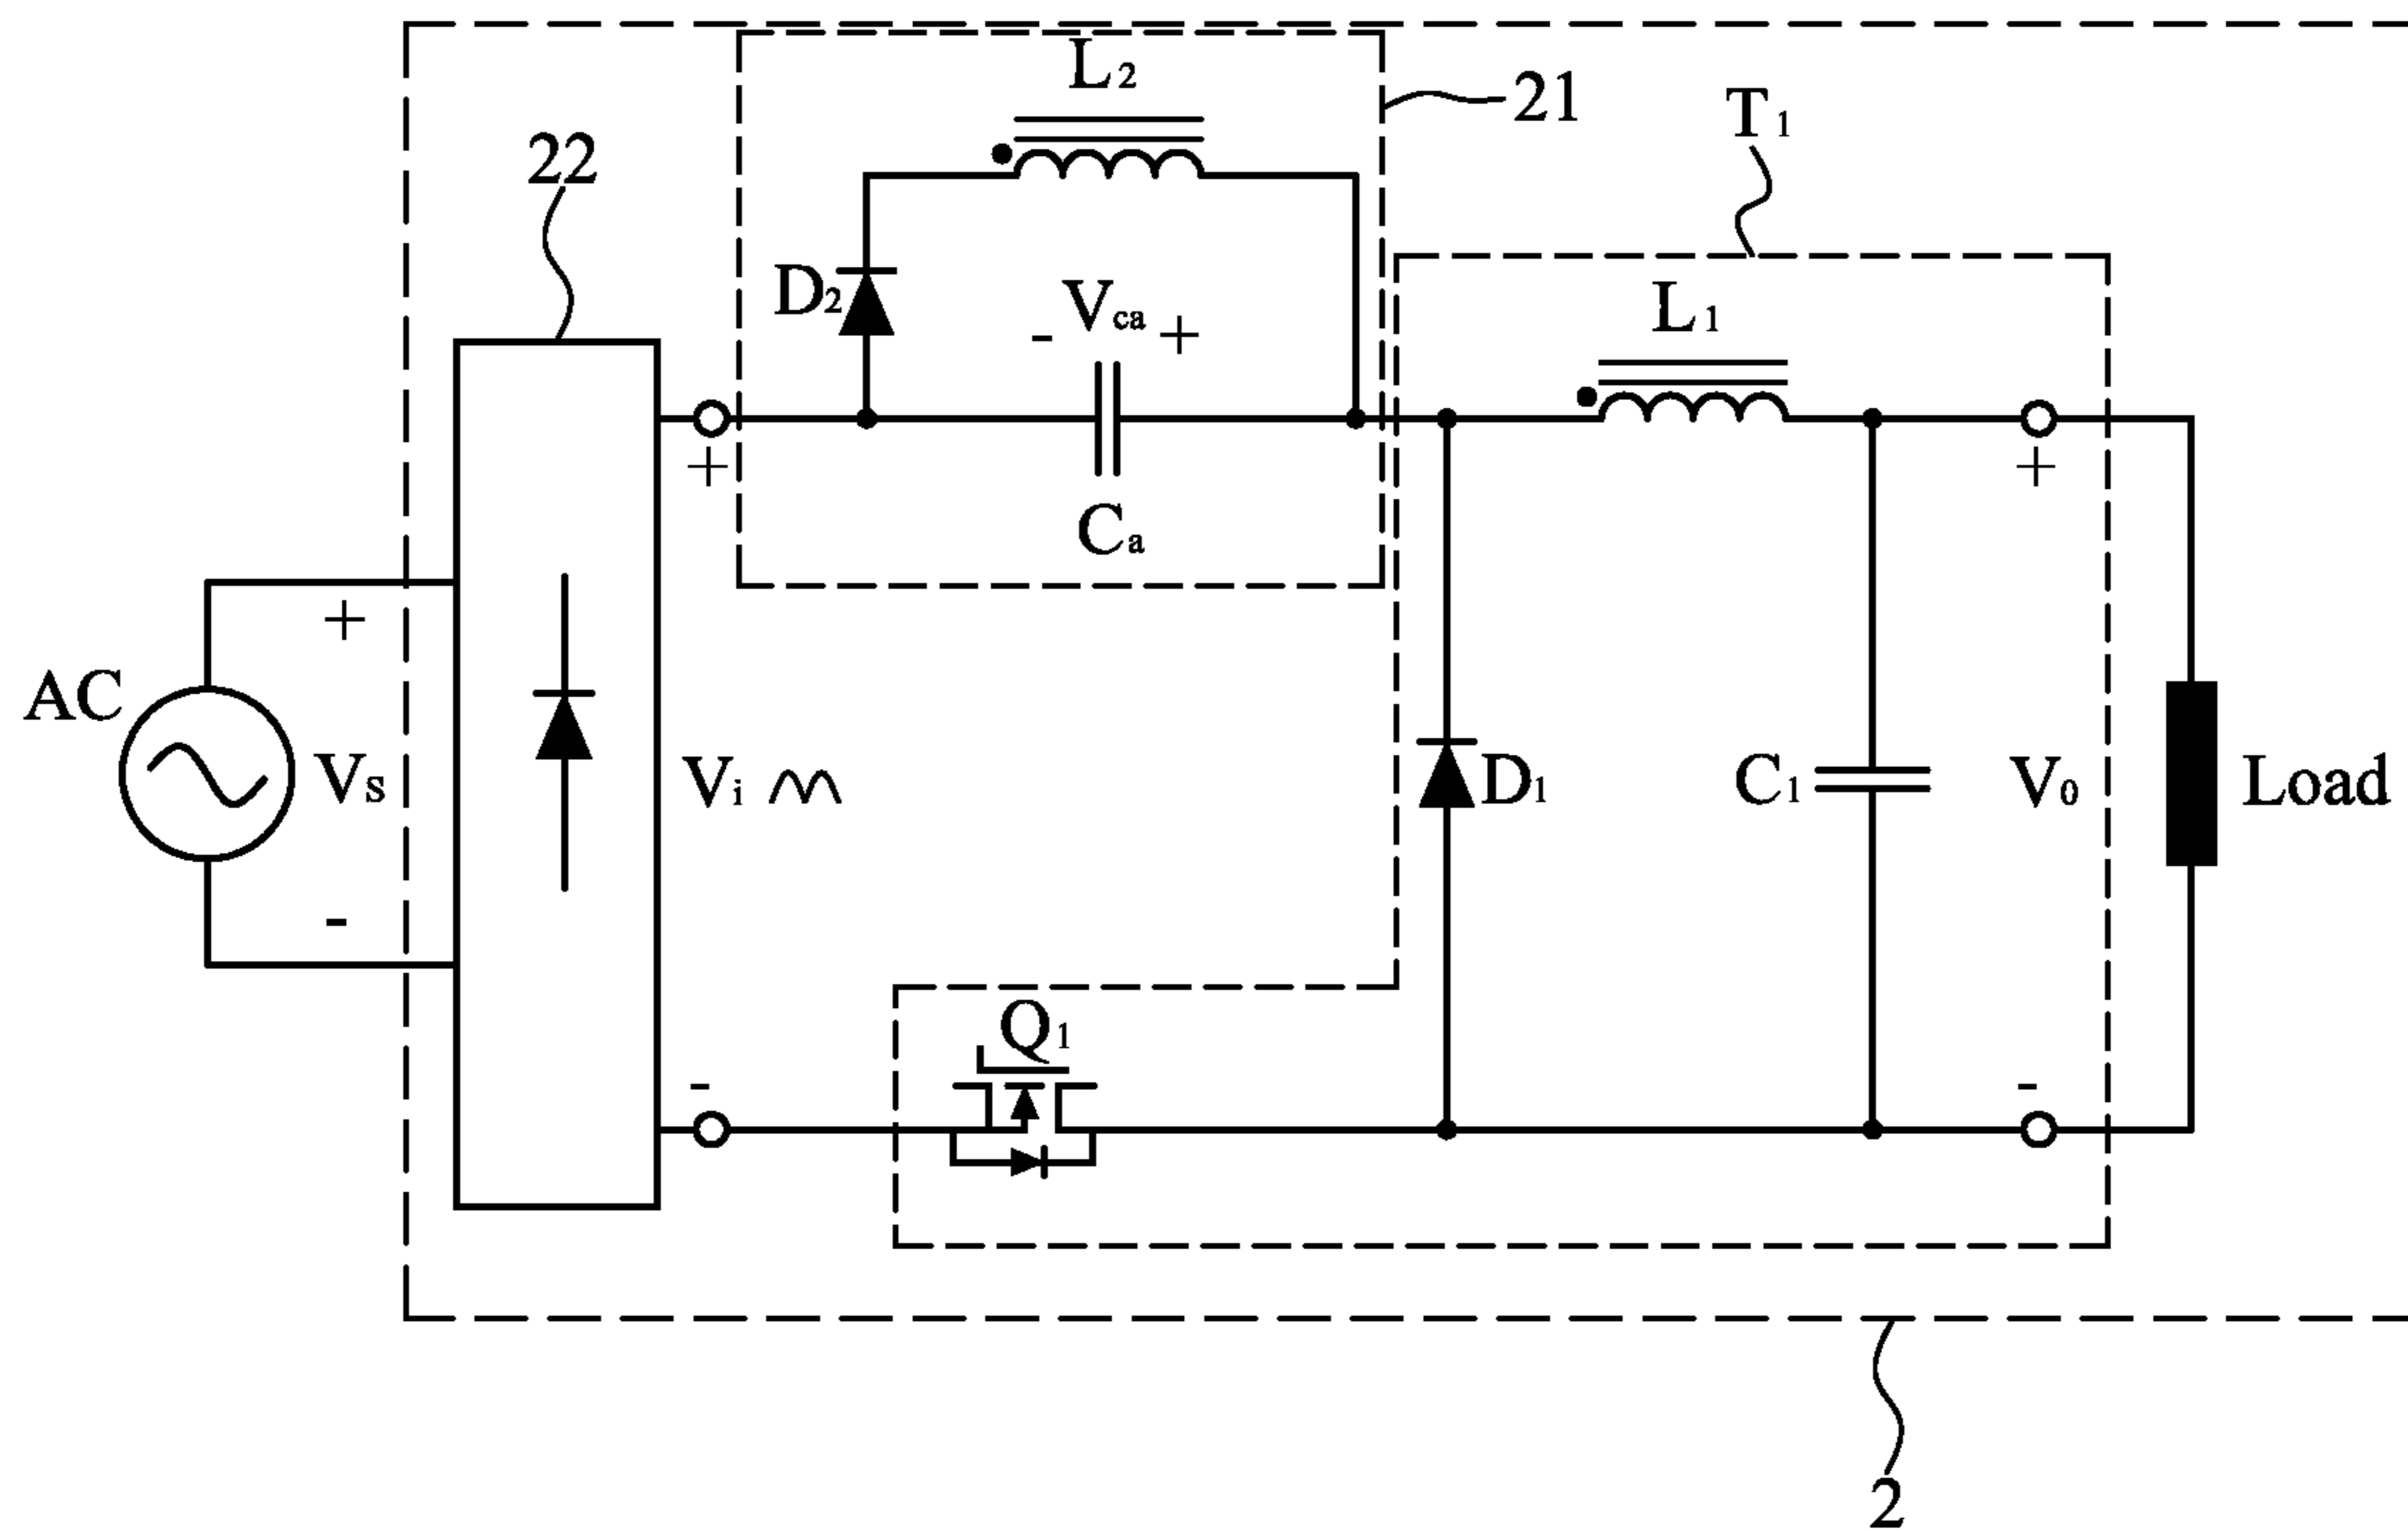 L2
21
T1
22
D2
- Vca +
L1
+
+
Ca
+
AC
Vs
Vi
D1
C1
V0
Load
-
Q1
-
-
2